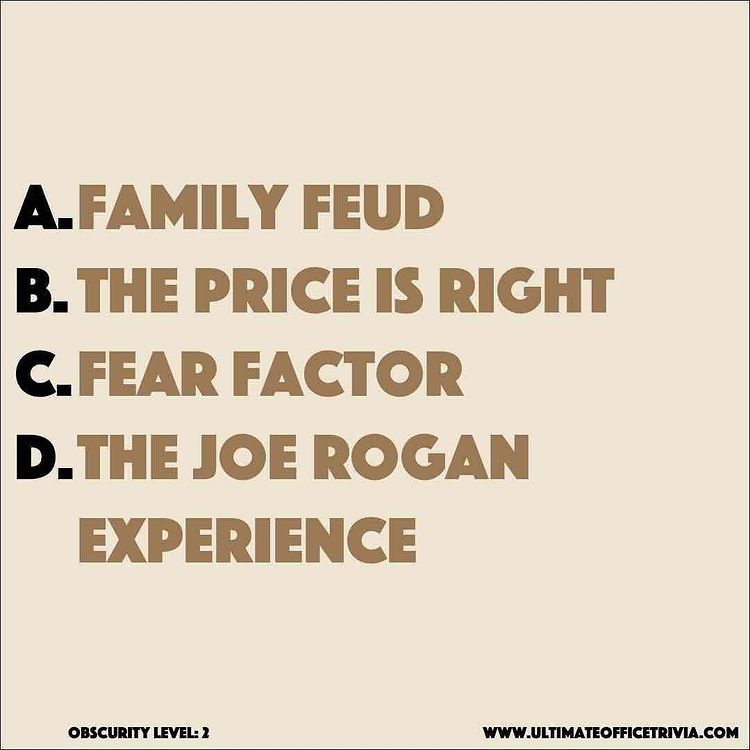 A. FAMILY FEUD
B. THE PRICE IS RIGHT
C. FEAR FACTOR
D. THE JOE ROGAN
EXPERIENCE
OBSCURITY LEVEL: 2
WWW.ULTIMATEOFFICETRIVIA.COM